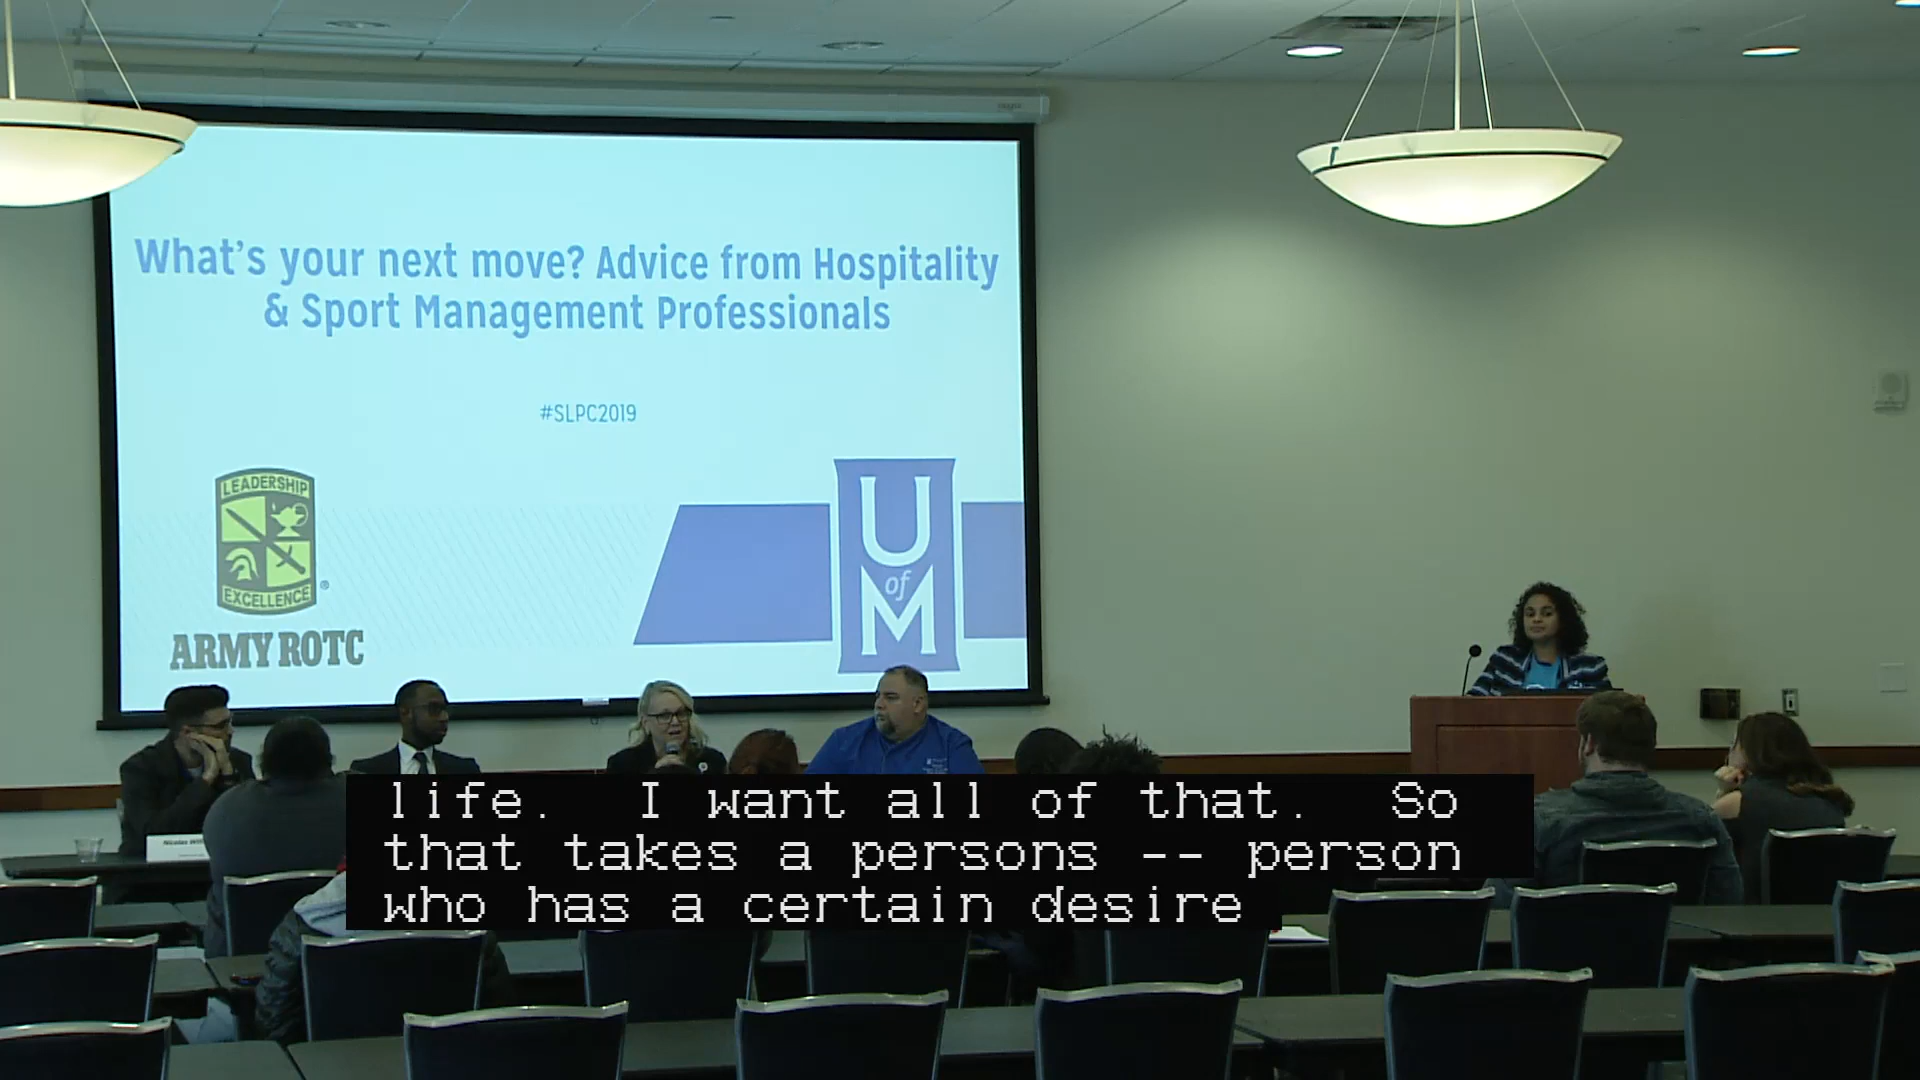 What's your next move? Advice from Hospitality
& Sport Management Professionals
#SLPC2019
LEADERSHIP
EXCELLENCE
®
ARMY ROTC
U
of
M
life. I want all of that. So
that takes a persons -- person
who has a certain desire